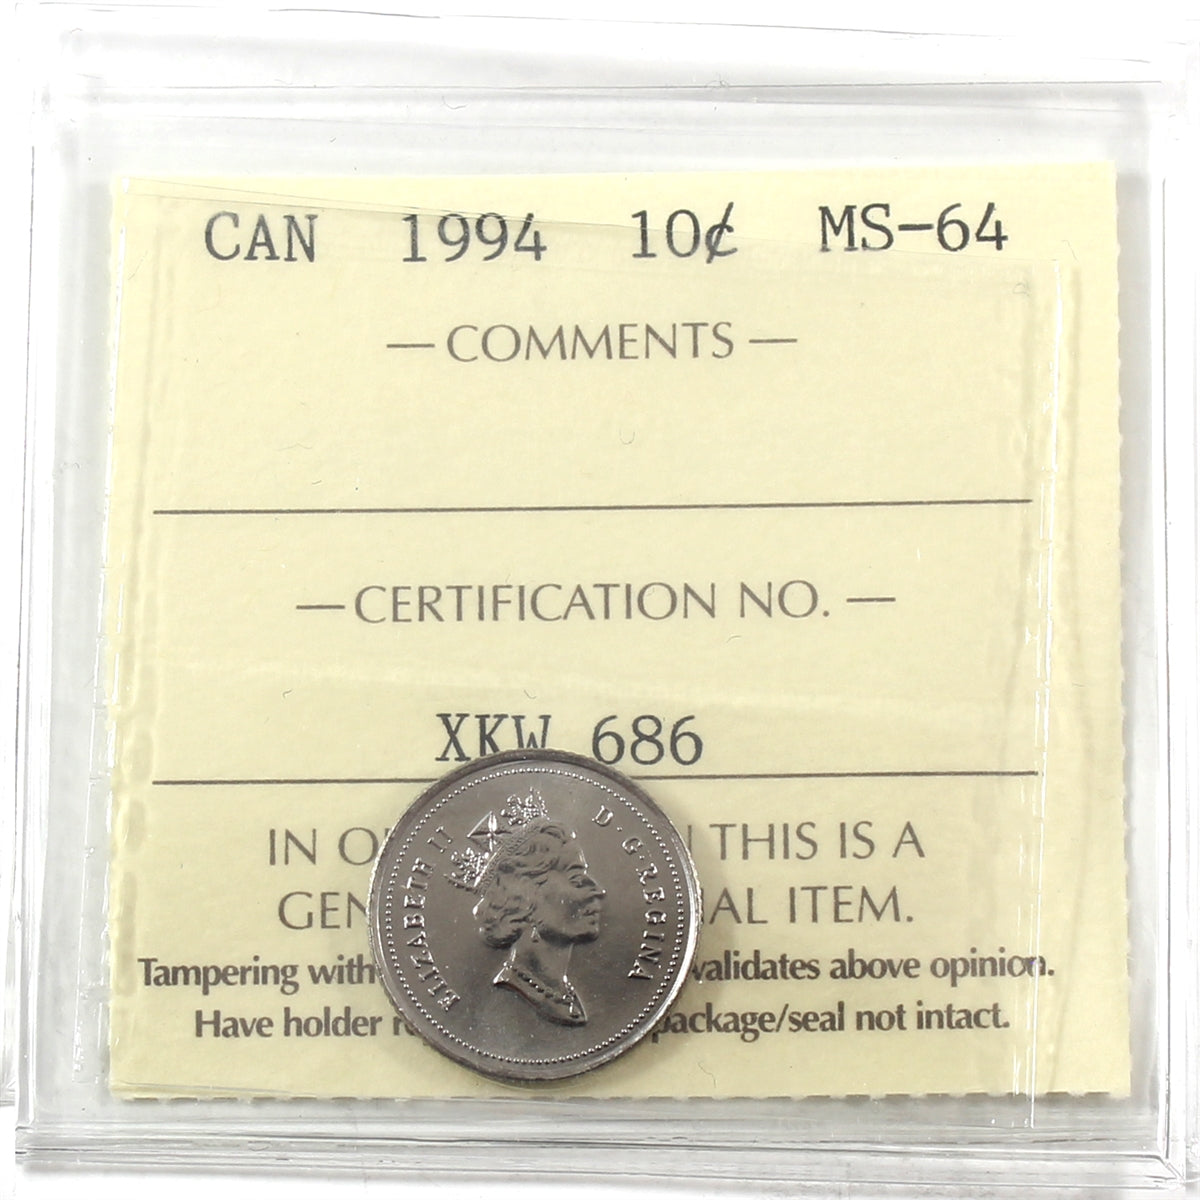 CAN 1994 10¢ MS-64
— COMMENTS —
— CERTIFICATION NO. —
XKW 686
IN O THIS IS A
GEN AL ITEM.
Tampering with validates above opinion.
Have holder package/seal not intact.
ELIZABETH II D·G·REGINA